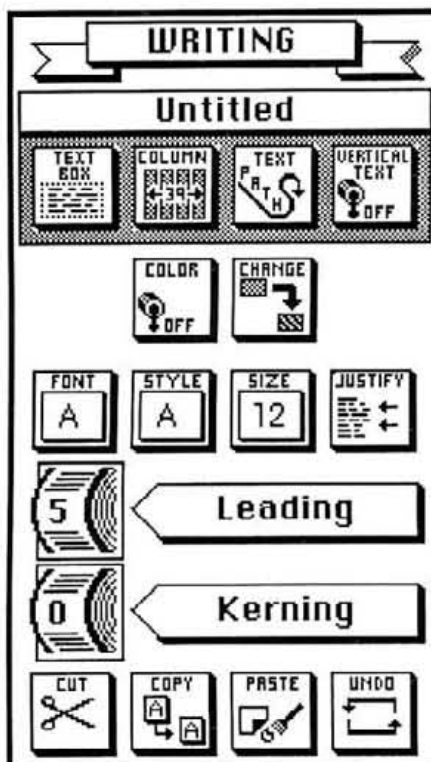 WRITING
Untitled
TEXT BOX
COLUMN
39
TEXT
PATH
VERTICAL TEXT
OFF
COLOR
OFF
CHANGE
FONT
A
STYLE
A
SIZE
12
JUSTIFY
5
Leading
0
Kerning
CUT
COPY
A
A
PASTE
UNDO